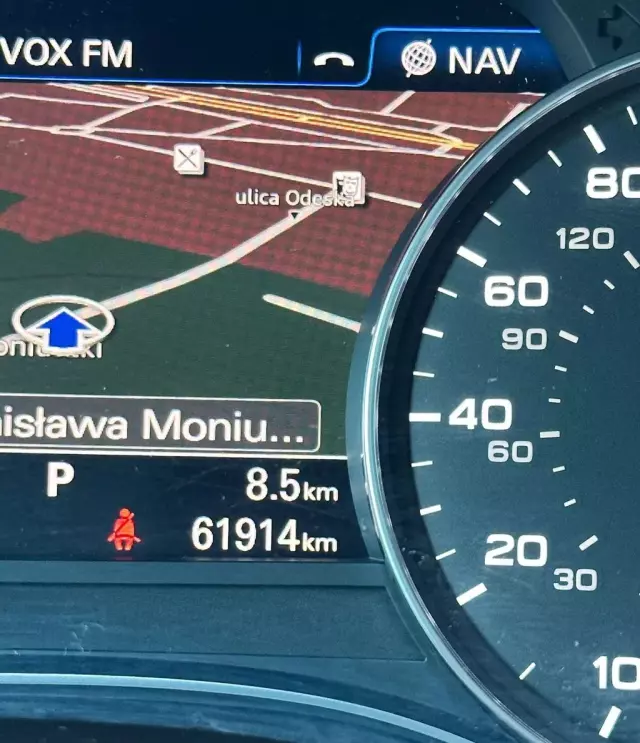 VOX FM
NAV
ulica Odeska
nisława Moniu...
P
8.5km
61914km
80
120
60
90
40
60
20
30
10